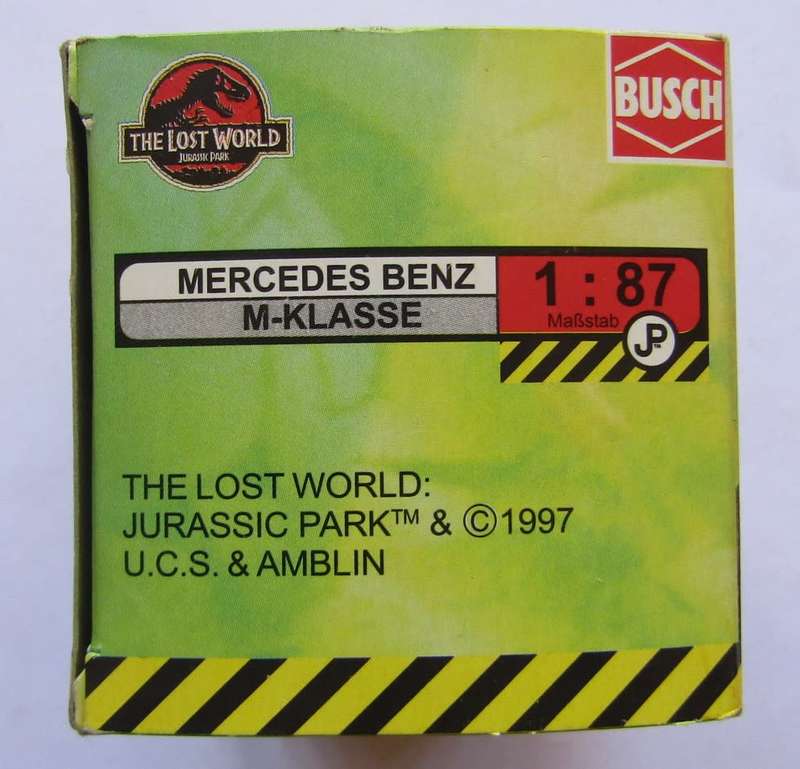 THE LOST WORLD
JURASSIC PARK
BUSCH
MERCEDES BENZ
M-KLASSE
1 : 87
Maßstab
JP™
THE LOST WORLD:
JURASSIC PARK™ & ©1997
U.C.S. & AMBLIN